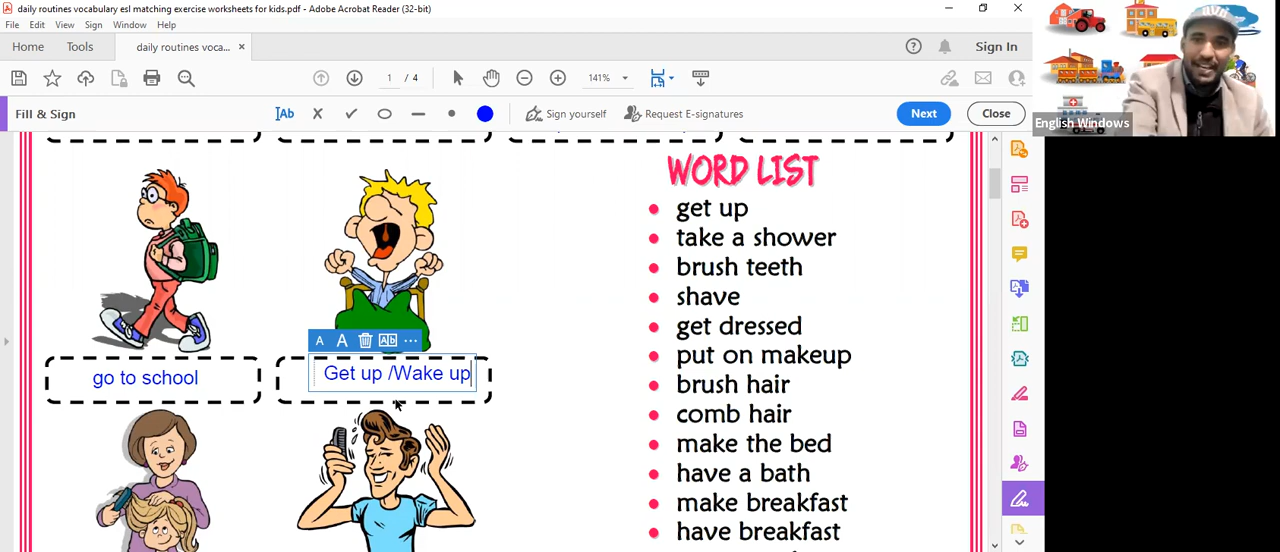 daily routines vocabulary esl matching exercise worksheets for kids.pdf - Adobe Acrobat Reader (32-bit)
File Edit View Sign Window Help
Home Tools daily routines voca... × Sign In
1 / 4 141%
Fill & Sign IAb Sign yourself Request E-signatures Next Close
English Windows
WORD LIST
get up
take a shower
brush teeth
shave
get dressed
put on makeup
brush hair
comb hair
make the bed
have a bath
make breakfast
have breakfast
A A Ab ...
go to school
Get up /Wake up